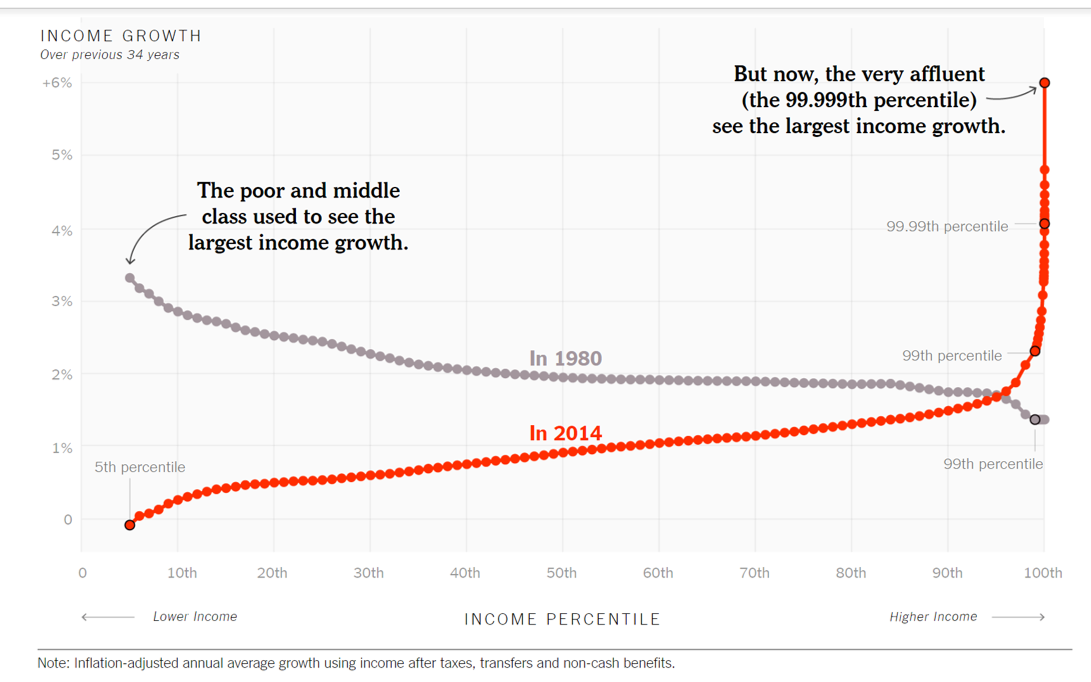 INCOME GROWTH
Over previous 34 years
+6%
5%
4%
3%
2%
1%
0
But now, the very affluent
(the 99.999th percentile)
see the largest income growth.
The poor and middle
class used to see the
largest income growth.
99.99th percentile
99th percentile
In 1980
In 2014
5th percentile
99th percentile
0 10th 20th 30th 40th 50th 60th 70th 80th 90th 100th
Lower Income
INCOME PERCENTILE
Higher Income
Note: Inflation-adjusted annual average growth using income after taxes, transfers and non-cash benefits.